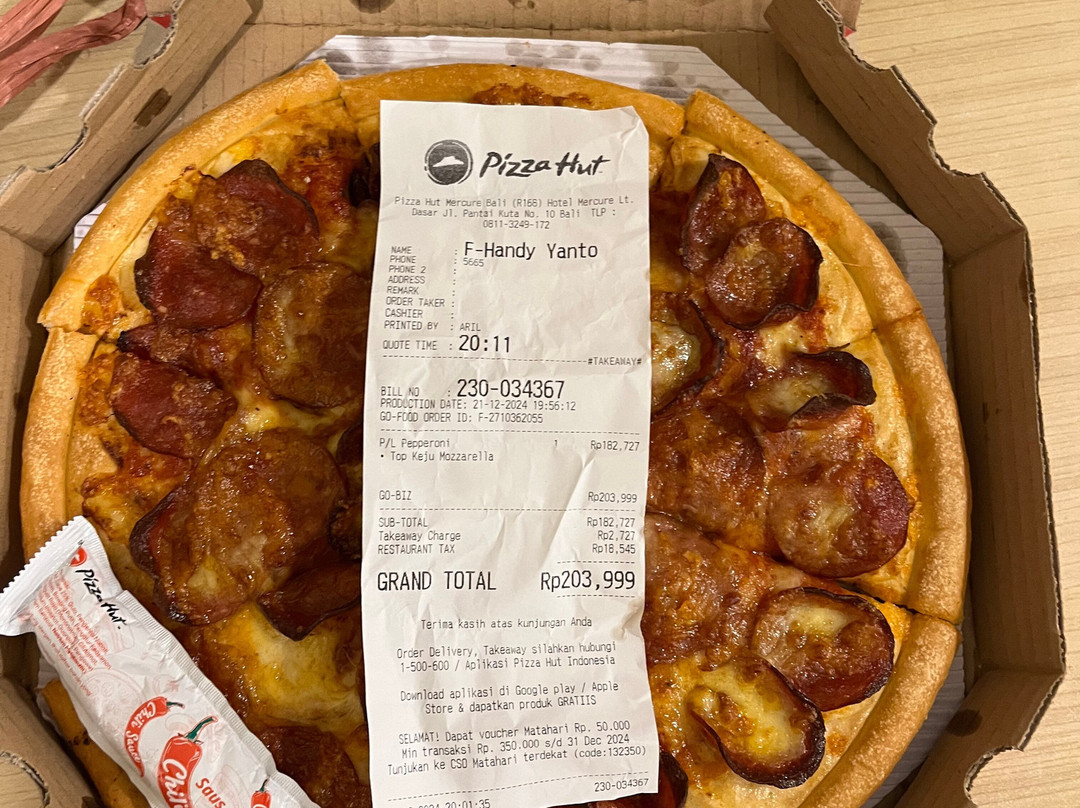 Pizza Hut
Pizza Hut Mercure Bali (R168) Hotel Mercure Lt.
Dasar Jl. Pantai Kuta No. 10 Bali TLP :
0811-3249-172
NAME : F-Handy Yanto
PHONE : 5665
PHONE 2 :
ADDRESS :
REMARK :
ORDER TAKER :
CASHIER :
PRINTED BY : ARIL
QUOTE TIME : 20:11
#TAKEAWAY#
BILL NO : 230-034367
PRODUCTION DATE: 21-12-2024 19:56:12
GO-FOOD ORDER ID: F-2710362055
P/L Pepperoni 1 Rp182,727
• Top Keju Mozzarella
GO-BIZ Rp203,999
SUB-TOTAL Rp182,727
Takeaway Charge Rp2,727
RESTAURANT TAX Rp18,545
GRAND TOTAL Rp203,999
Terima kasih atas kunjungan Anda
Order Delivery, Takeaway silahkan hubungi
1-500-600 / Aplikasi Pizza Hut Indonesia
Download aplikasi di Google play / Apple
Store & dapatkan produk GRATIIS
SELAMAT! Dapat voucher Matahari Rp. 50.000
Min transaksi Rp. 350.000 s/d 31 Dec 2024
Tunjukan ke CSO Matahari terdekat (code:132350)
230-034367
2024 20:01:35
Pizza Hut
Chili Sauce